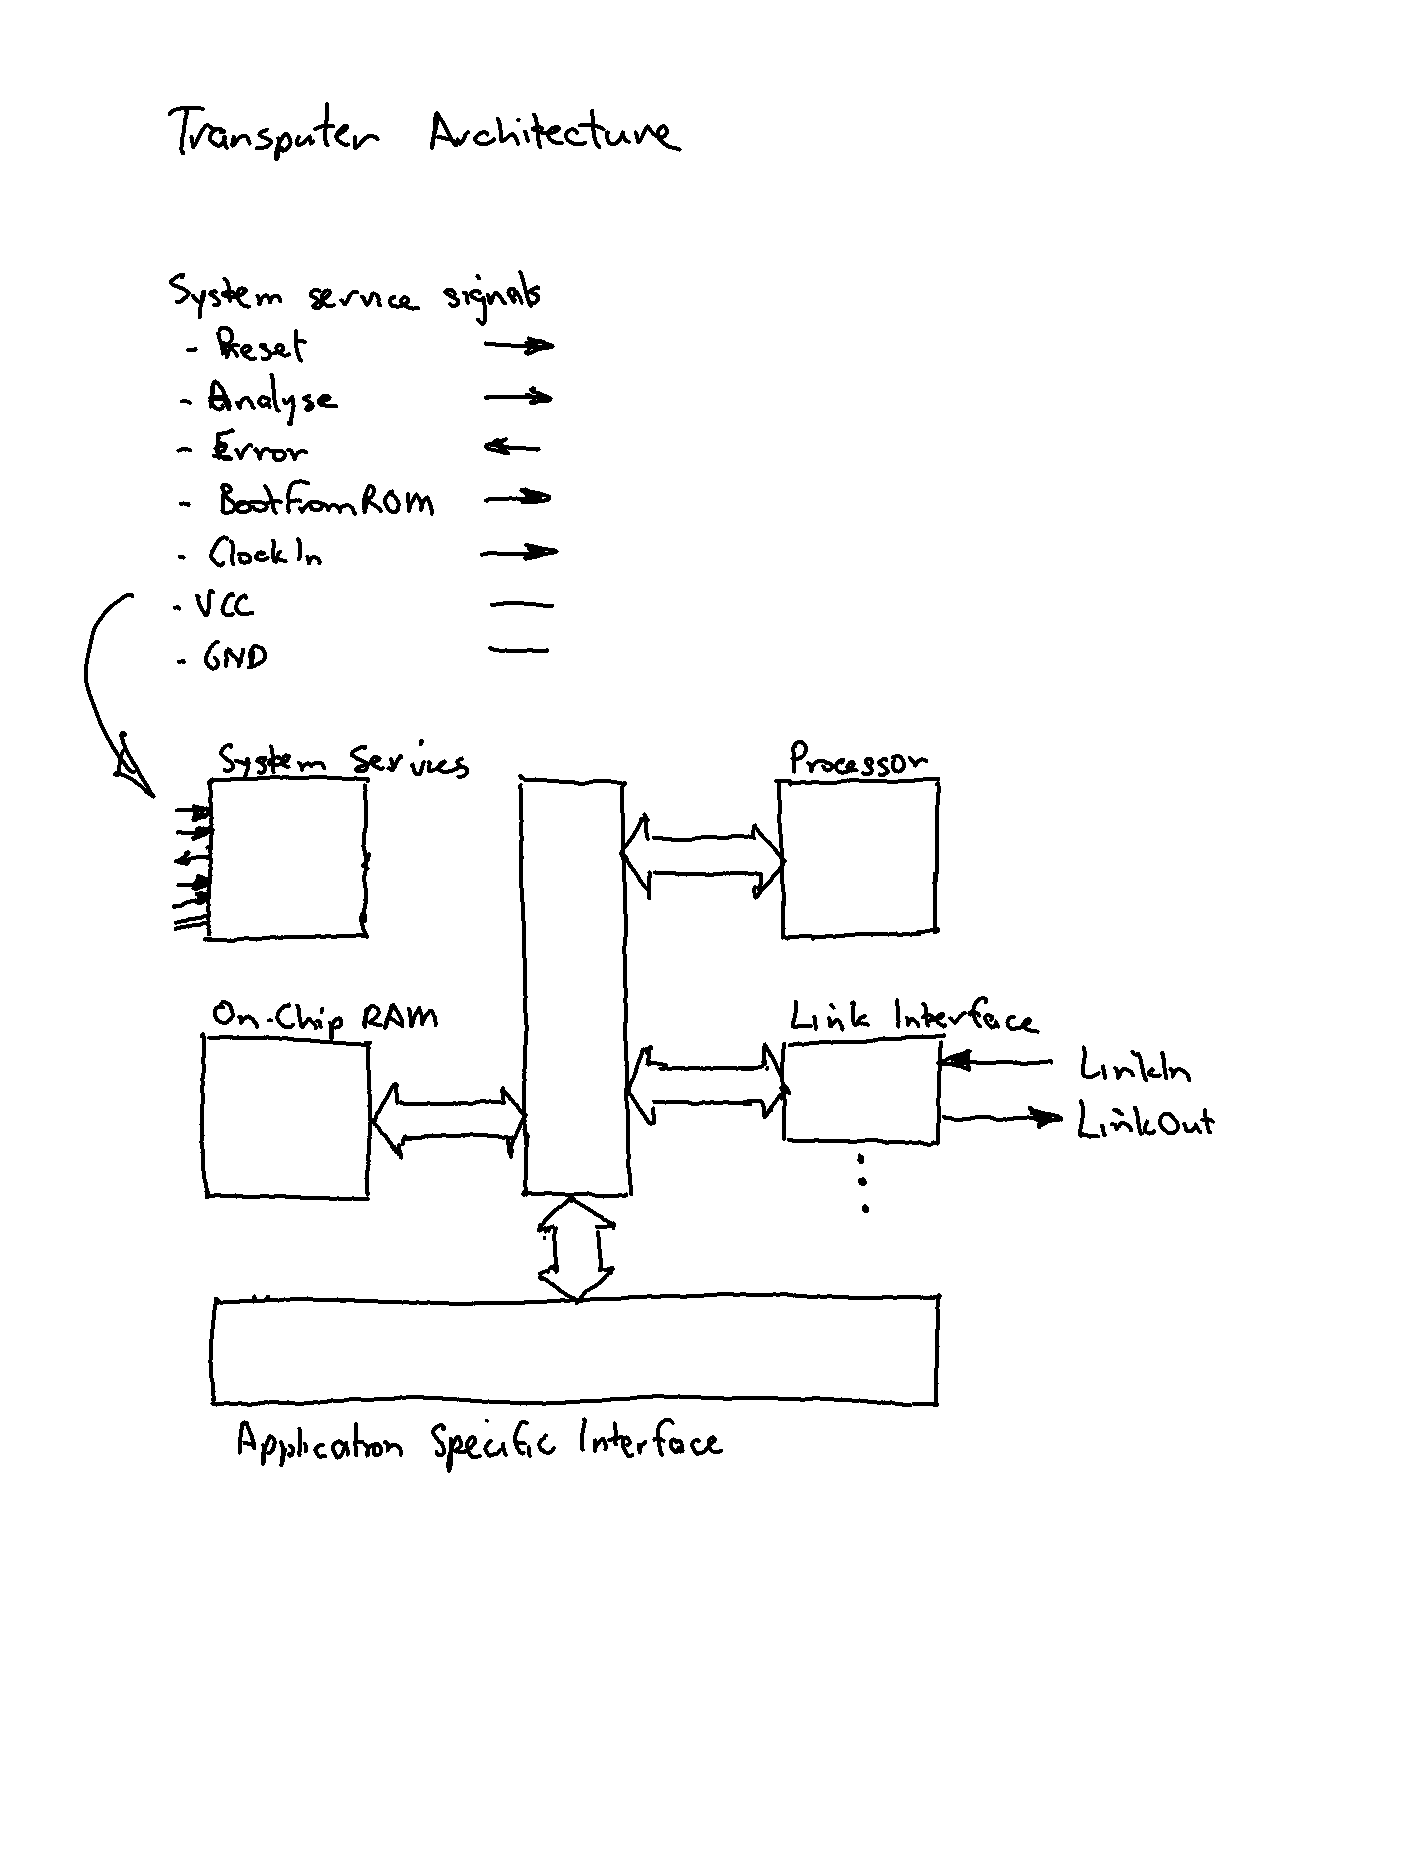 Transputer Architecture
System service signals
- Reset
- Analyse
- Error
- BootFromROM
- ClockIn
- VCC
- GND
System Servics
Processor
On-Chip RAM
Link Interface
LinkIn
LinkOut
Application Specific Interface